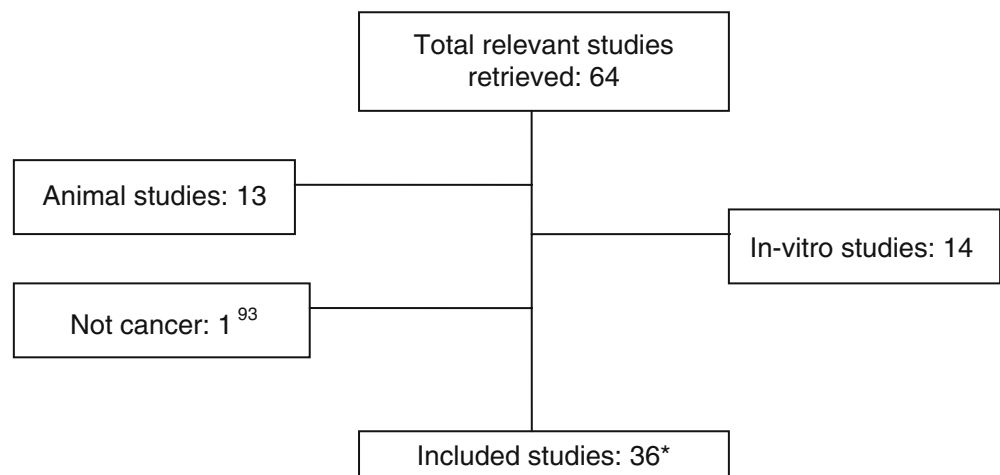 Total relevant studies
retrieved: 64
Animal studies: 13
In-vitro studies: 14
Not cancer: 1 93
Included studies: 36*